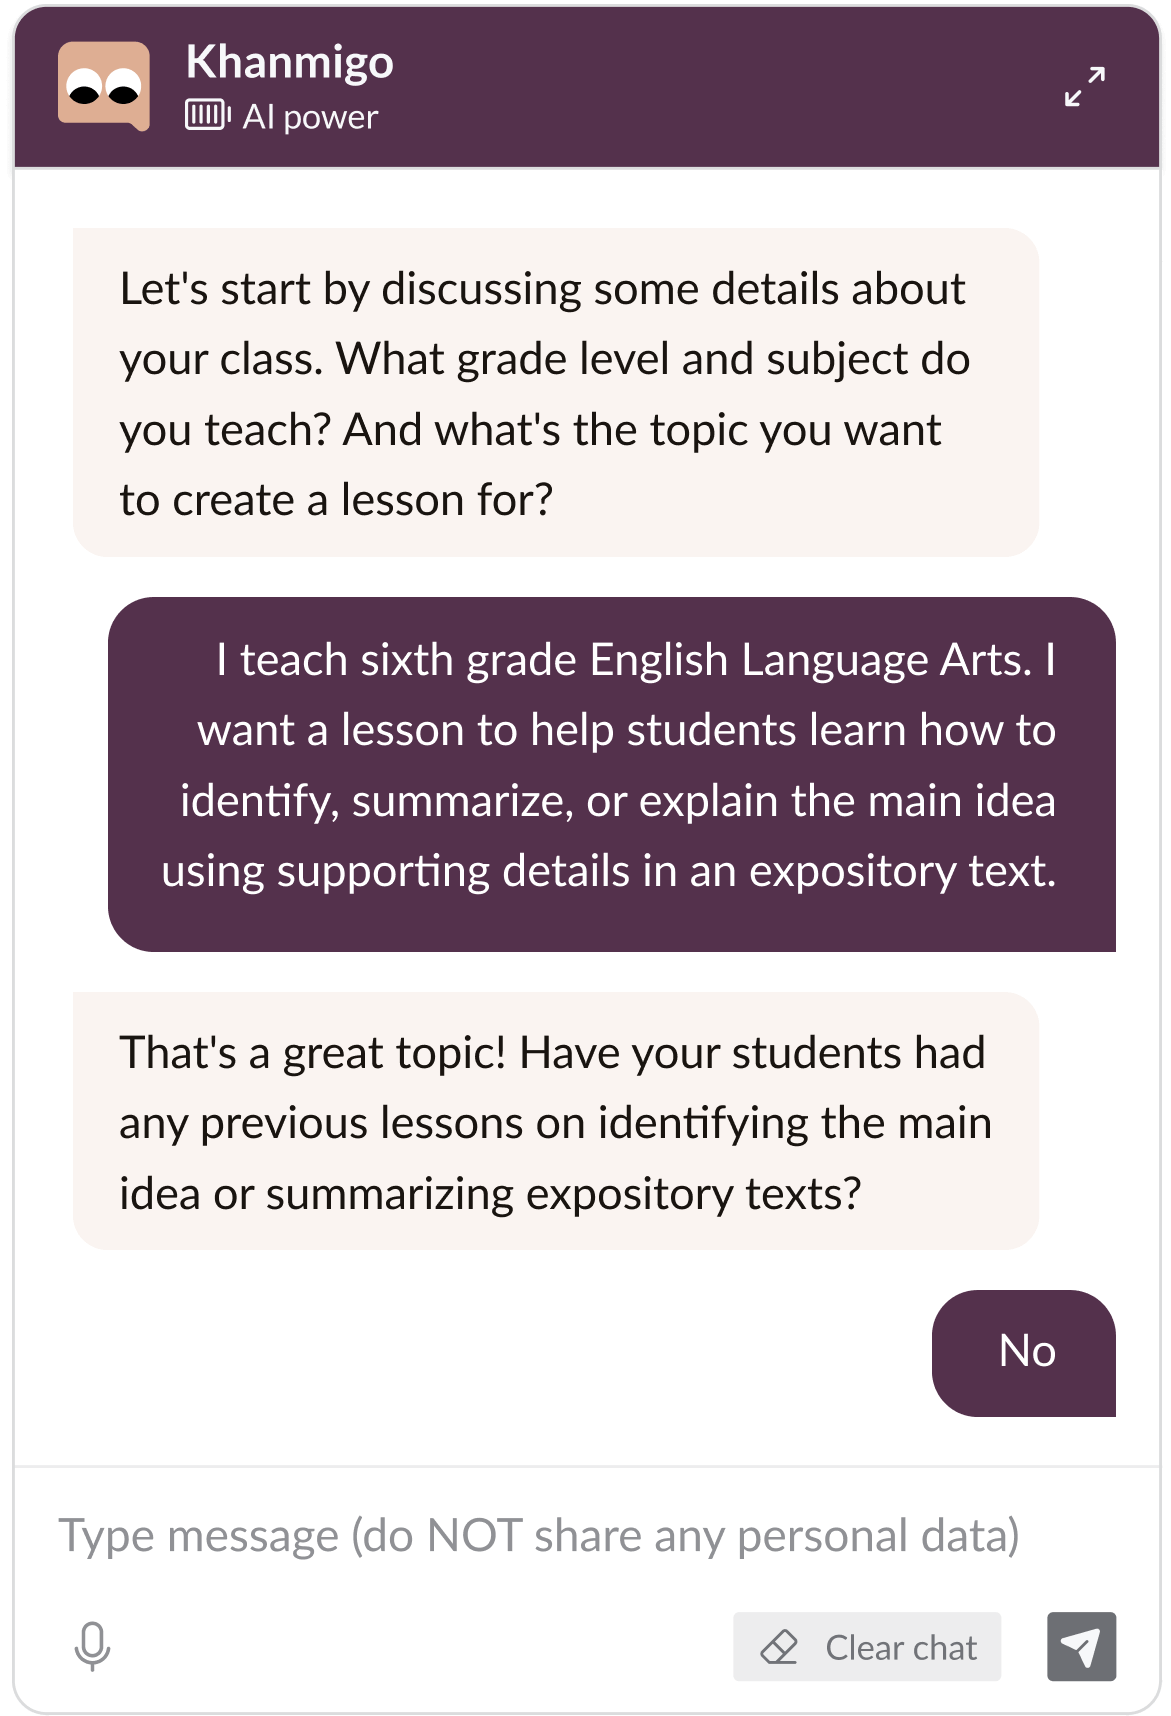 Khanmigo
AI power
Let's start by discussing some details about
your class. What grade level and subject do
you teach? And what's the topic you want
to create a lesson for?
I teach sixth grade English Language Arts. I
want a lesson to help students learn how to
identify, summarize, or explain the main idea
using supporting details in an expository text.
That's a great topic! Have your students had
any previous lessons on identifying the main
idea or summarizing expository texts?
No
Type message (do NOT share any personal data)
Clear chat